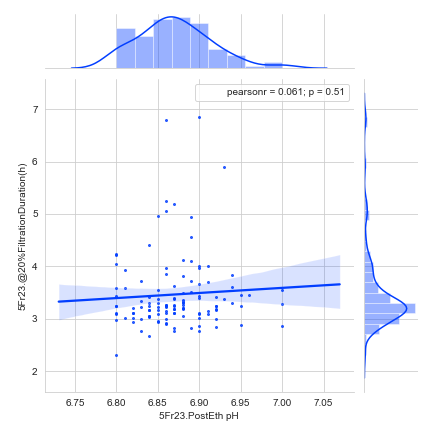 pearsonr = 0.061; p = 0.51
7
6
5
4
3
2
5Fr23.@20%FiltrationDuration(h)
6.75 6.80 6.85 6.90 6.95 7.00 7.05
5Fr23.PostEth pH